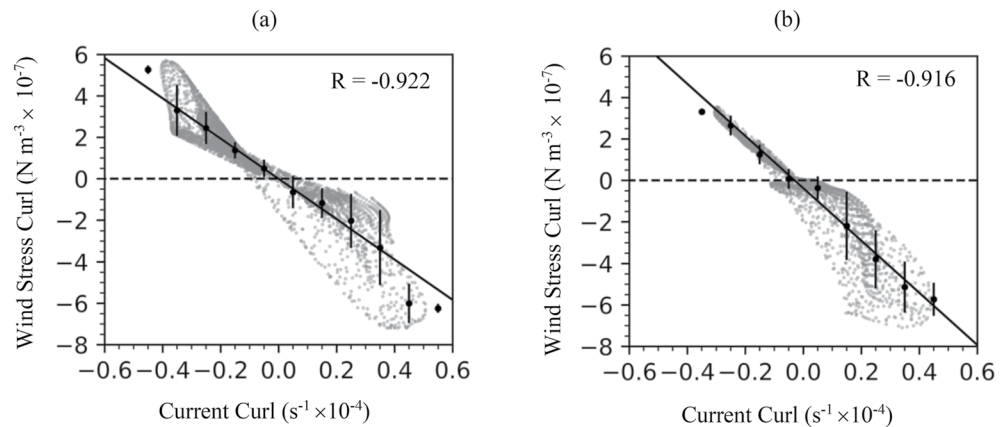 (a)
(b)
R = -0.922
R = -0.916
Wind Stress Curl (N m⁻³ × 10⁻⁷)
6
4
2
0
−2
−4
−6
−8
−0.6 −0.4 −0.2 0.0 0.2 0.4 0.6
Current Curl (s⁻¹ ×10⁻⁴)
Wind Stress Curl (N m⁻³ × 10⁻⁷)
6
4
2
0
−2
−4
−6
−8
−0.6 −0.4 −0.2 0.0 0.2 0.4 0.6
Current Curl (s⁻¹ ×10⁻⁴)